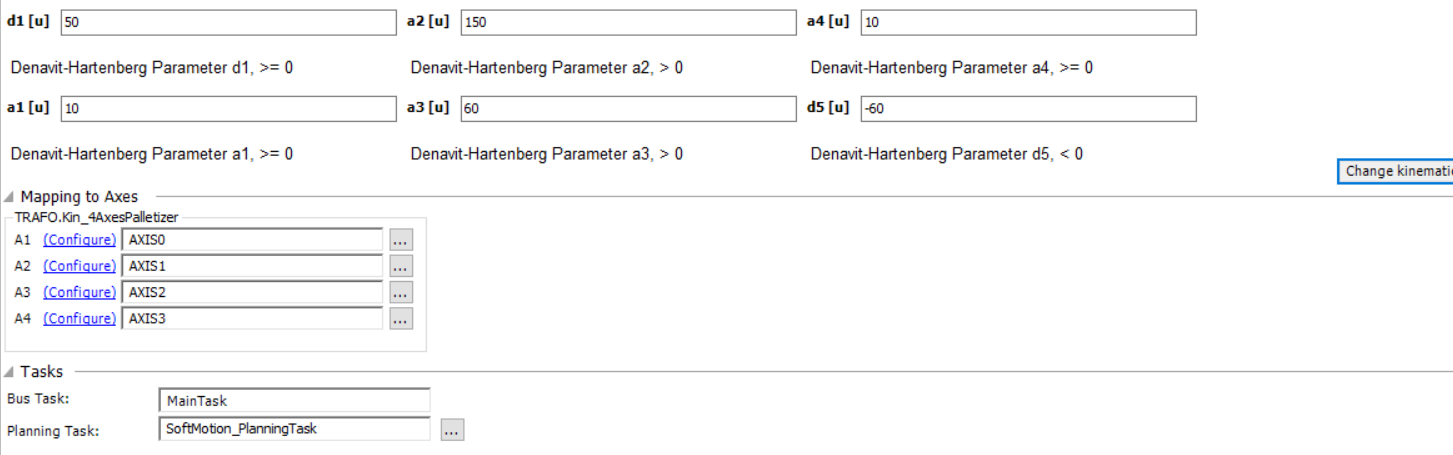 d1 [u] 50 a2 [u] 150 a4 [u] 10
Denavit-Hartenberg Parameter d1, >= 0 Denavit-Hartenberg Parameter a2, > 0 Denavit-Hartenberg Parameter a4, >= 0
a1 [u] 10 a3 [u] 60 d5 [u] -60
Denavit-Hartenberg Parameter a1, >= 0 Denavit-Hartenberg Parameter a3, > 0 Denavit-Hartenberg Parameter d5, < 0
Change kinemati
Mapping to Axes
TRAFO.Kin_4AxesPalletizer
A1 (Configure) AXIS0 ...
A2 (Configure) AXIS1 ...
A3 (Configure) AXIS2 ...
A4 (Configure) AXIS3 ...
Tasks
Bus Task: MainTask
Planning Task: SoftMotion_PlanningTask ...